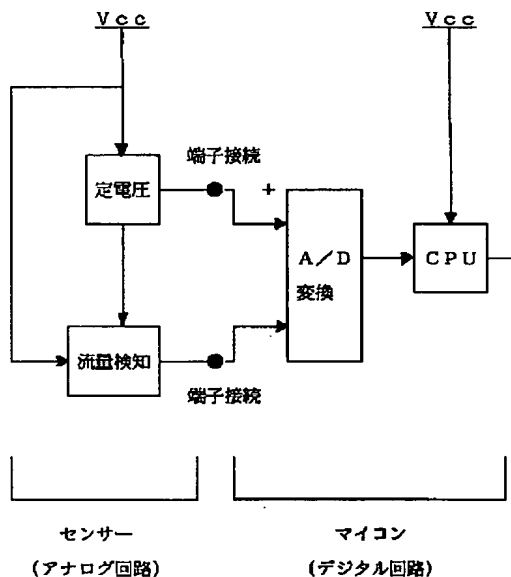 Vcc
Vcc
端子接続
定電圧
+
A/D
変換
CPU
流量検知
端子接続
センサー
(アナログ回路)
マイコン
(デジタル回路)